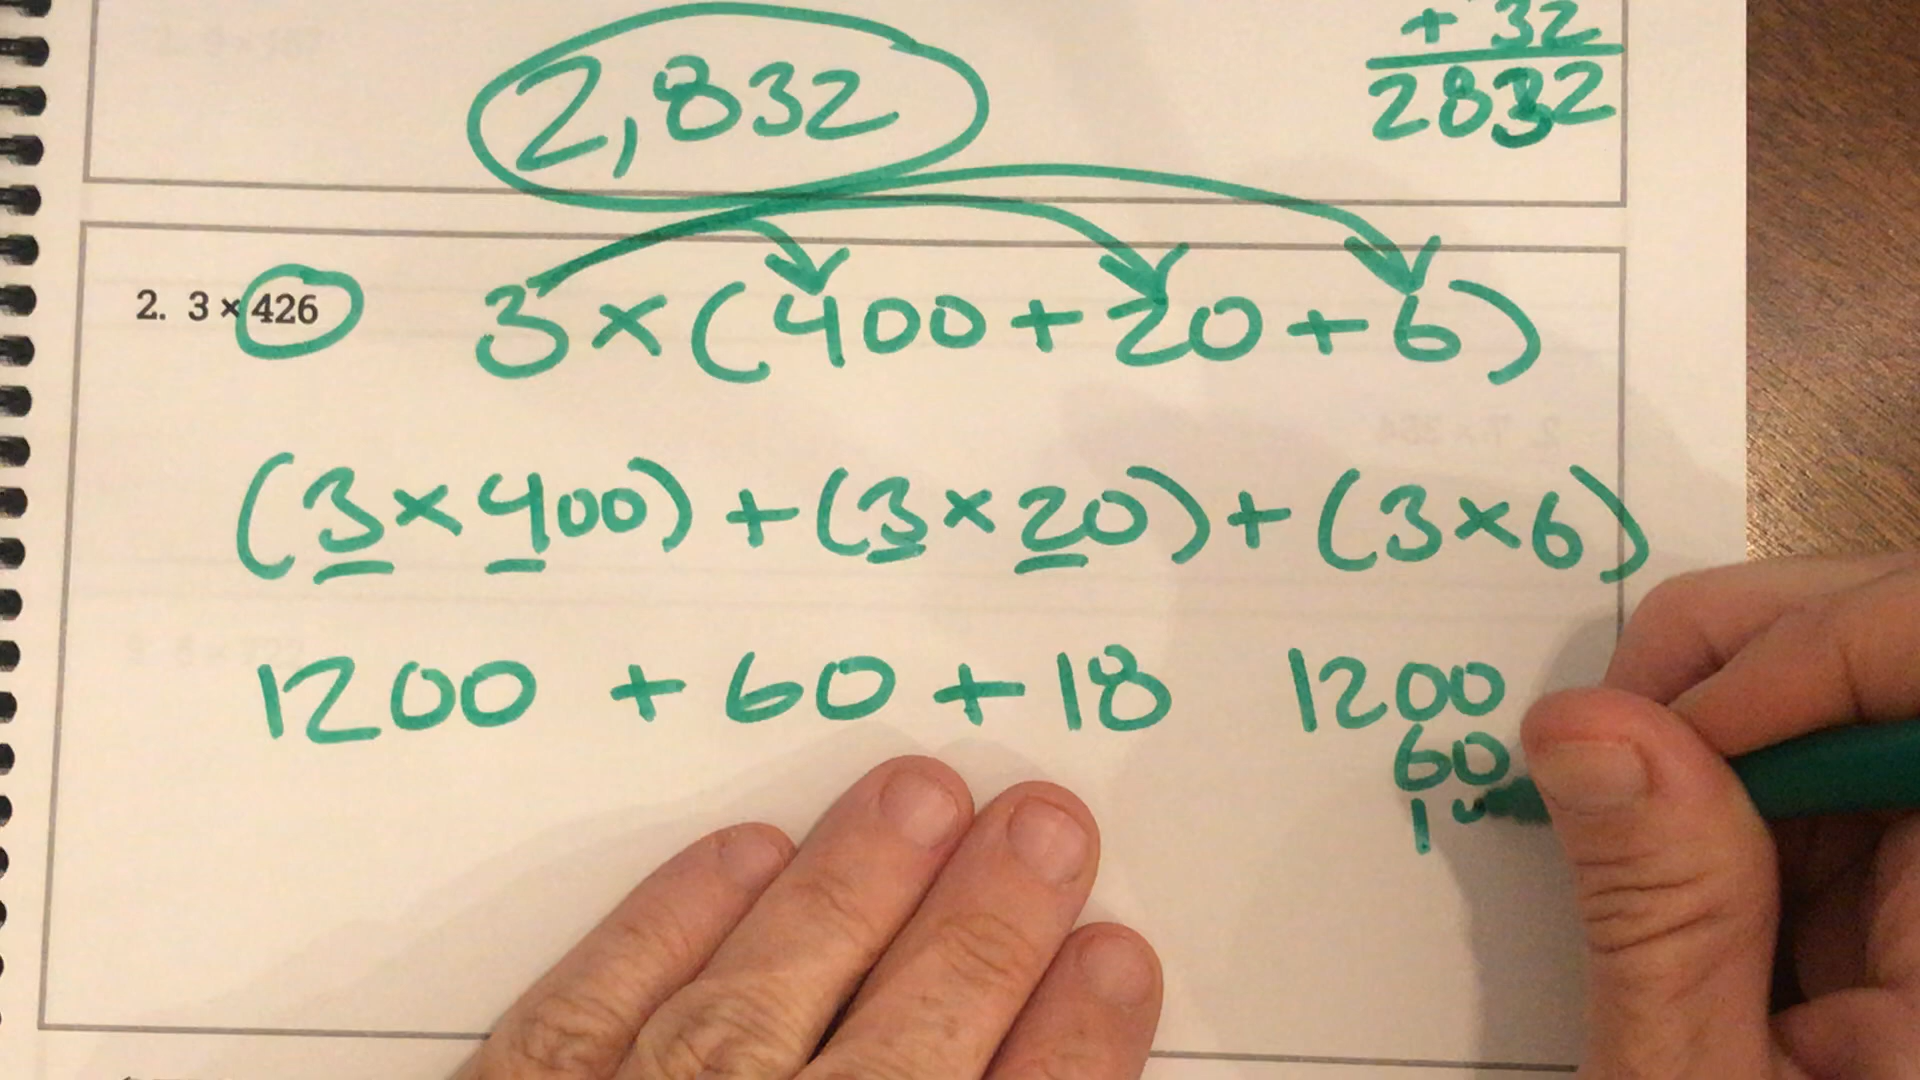 + 32
2,832
2832
2. 3 × 426
3 × (400 + 20 + 6)
(3 × 400) + (3 × 20) + (3 × 6)
1200 + 60 + 18
1200
60
1